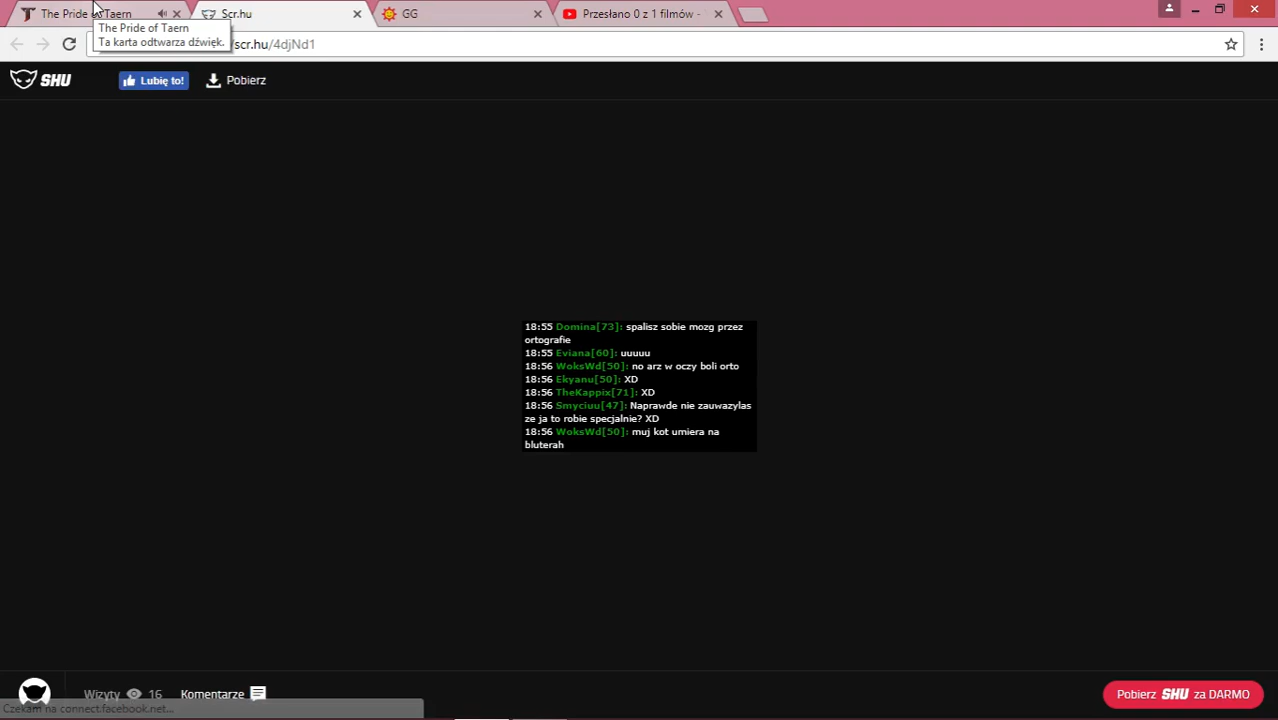 The Pride of Taern
Scr.hu
GG
Przesłano 0 z 1 filmów -
The Pride of Taern
Ta karta odtwarza dźwięk.
/scr.hu/4djNd1
SHU
Lubię to!
Pobierz
18:55 Domina[73]: spalisz sobie mozg przez
ortografie
18:55 Eviana[60]: uuuuu
18:56 WoksWd[50]: no arz w oczy boli orto
18:56 Ekyanu[50]: XD
18:56 TheKappix[71]: XD
18:56 Smyciuu[47]: Naprawde nie zauwazylas
ze ja to robie specjalnie? XD
18:56 WoksWd[50]: muj kot umiera na
bluterah
Wizyty 16 Komentarze
Pobierz SHU za DARMO
Czekam na connect.facebook.net...